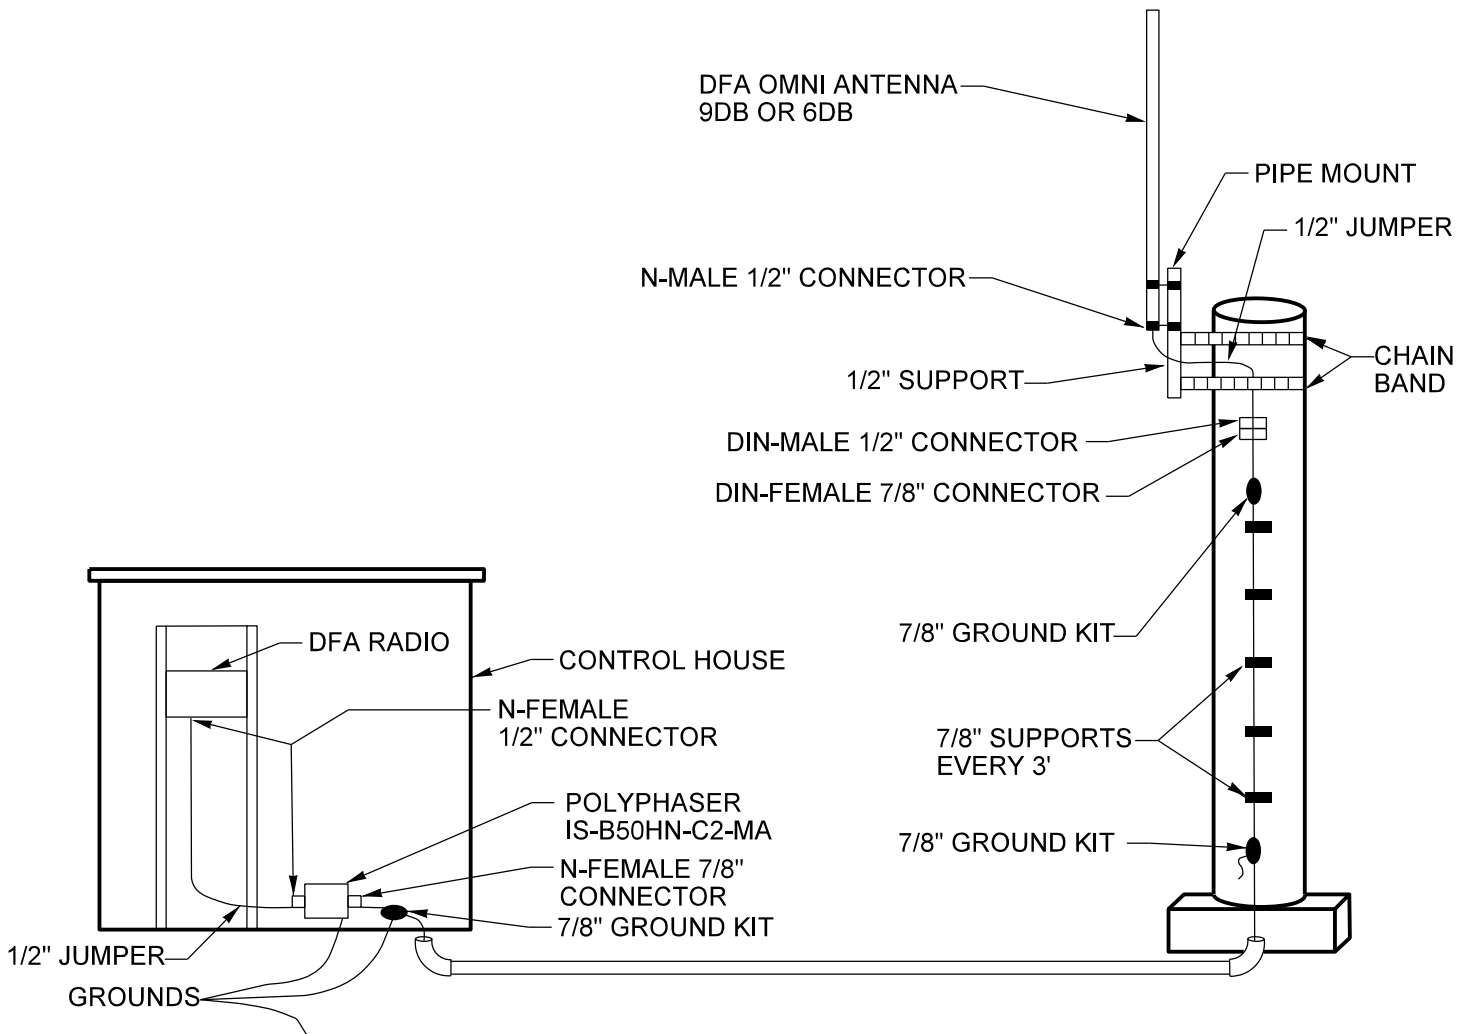 DFA OMNI ANTENNA
9DB OR 6DB
PIPE MOUNT
1/2" JUMPER
N-MALE 1/2" CONNECTOR
CHAIN
BAND
1/2" SUPPORT
DIN-MALE 1/2" CONNECTOR
DIN-FEMALE 7/8" CONNECTOR
7/8" GROUND KIT
DFA RADIO
CONTROL HOUSE
N-FEMALE
1/2" CONNECTOR
7/8" SUPPORTS
EVERY 3'
POLYPHASER
IS-B50HN-C2-MA
7/8" GROUND KIT
N-FEMALE 7/8"
CONNECTOR
7/8" GROUND KIT
1/2" JUMPER
GROUNDS